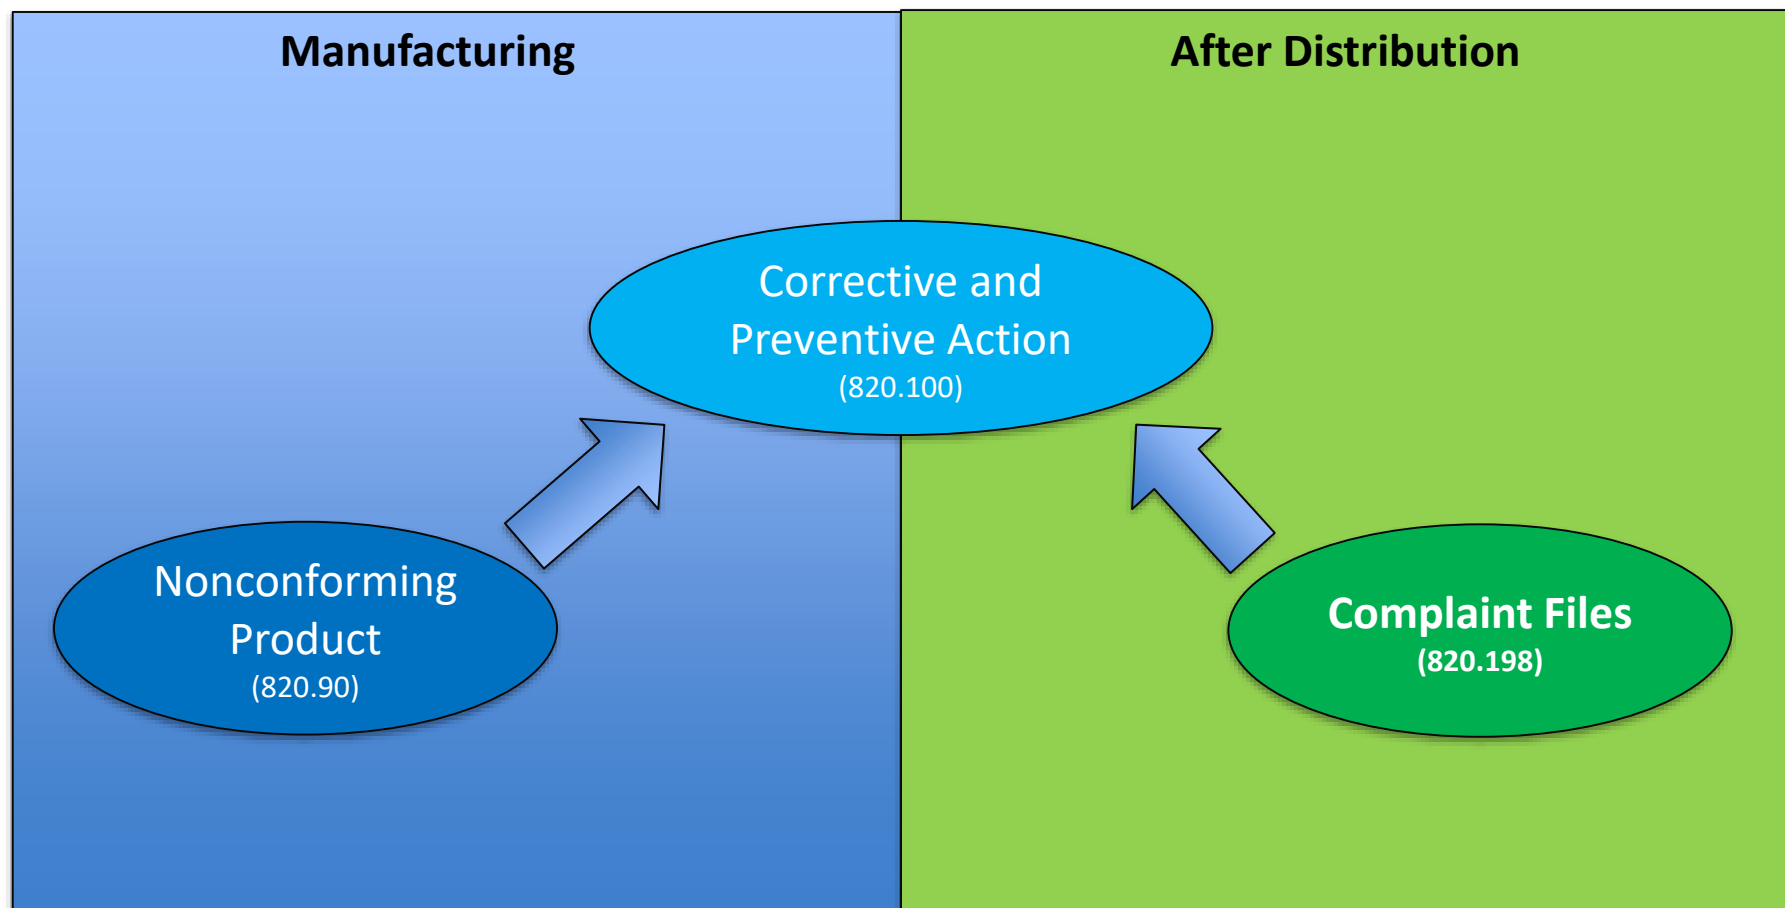 Manufacturing
After Distribution
Corrective and
Preventive Action
(820.100)
Nonconforming
Product
(820.90)
Complaint Files
(820.198)